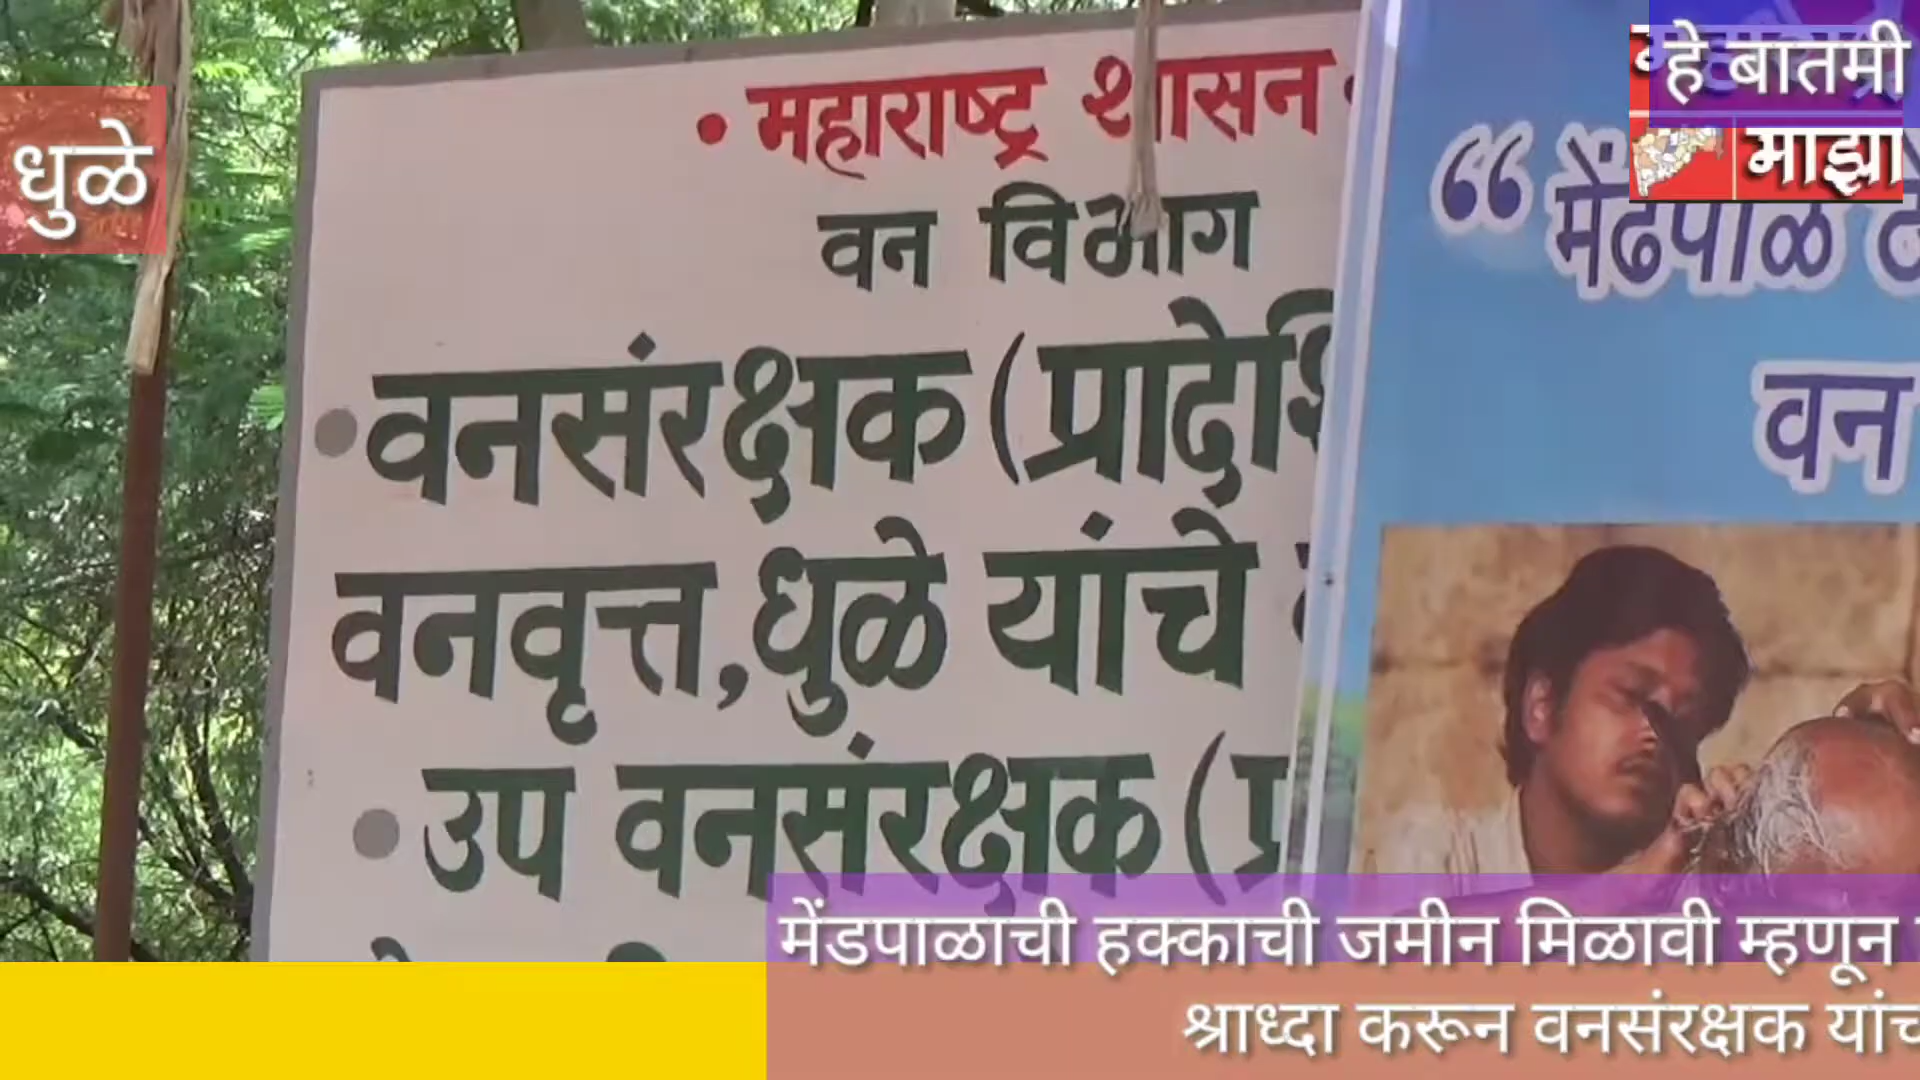 धुळे
हे बातमी
माझा
• महाराष्ट्र शासन •
वन विभाग
• वनसंरक्षक (
वनवृत्त, धुळे यांचे
• उप वनसंरक्षक (
“ मेंढपाळ
वन
मेंडपाळाची हक्काची जमीन मिळावी म्हणून
श्राध्दा करून वनसंरक्षक